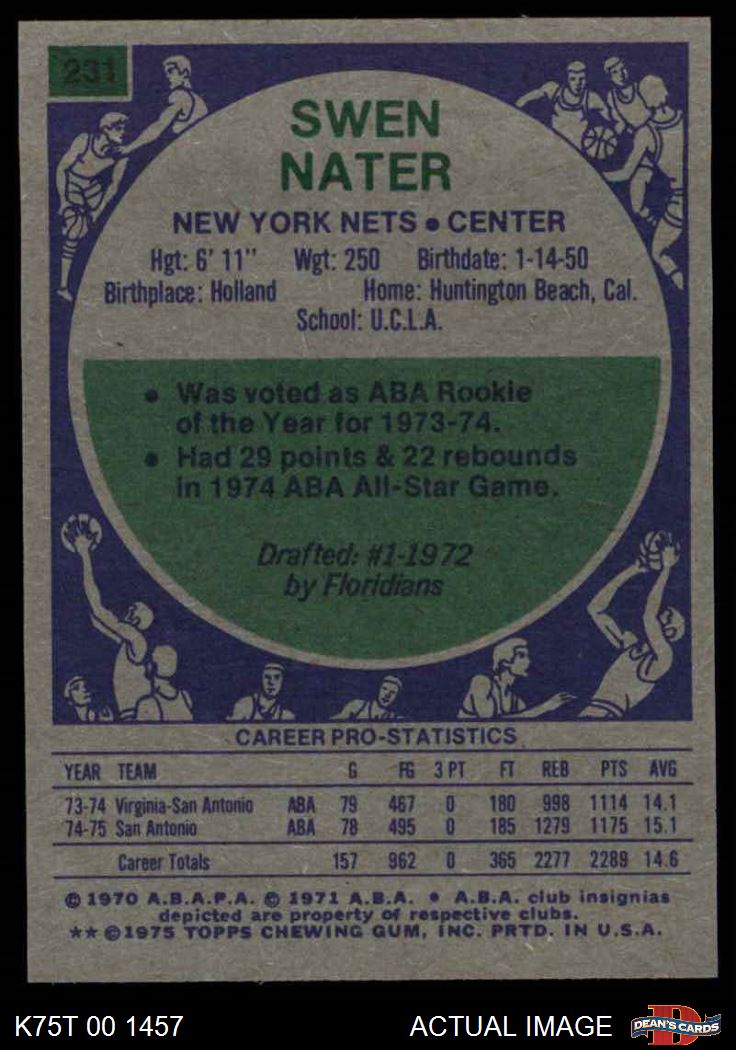 231
SWEN
NATER
NEW YORK NETS • CENTER
Hgt: 6' 11" Wgt: 250 Birthdate: 1-14-50
Birthplace: Holland Home: Huntington Beach, Cal.
School: U.C.L.A.
• Was voted as ABA Rookie
of the Year for 1973-74.
• Had 29 points & 22 rebounds
in 1974 ABA All-Star Game.
Drafted: #1-1972
by Floridians
CAREER PRO-STATISTICS
YEAR TEAM G FG 3 PT FT REB PTS AVG
73-74 Virginia-San Antonio ABA 79 467 0 180 998 1114 14.1
74-75 San Antonio ABA 78 495 0 185 1279 1175 15.1
Career Totals 157 962 0 365 2277 2289 14.6
© 1970 A.B.A.P.A. © 1971 A.B.A. • A.B.A. club insignias
depicted are property of respective clubs.
**©1975 TOPPS CHEWING GUM, INC. PRTD. IN U.S.A.
K75T 00 1457 ACTUAL IMAGE D DEAN'S CARDS